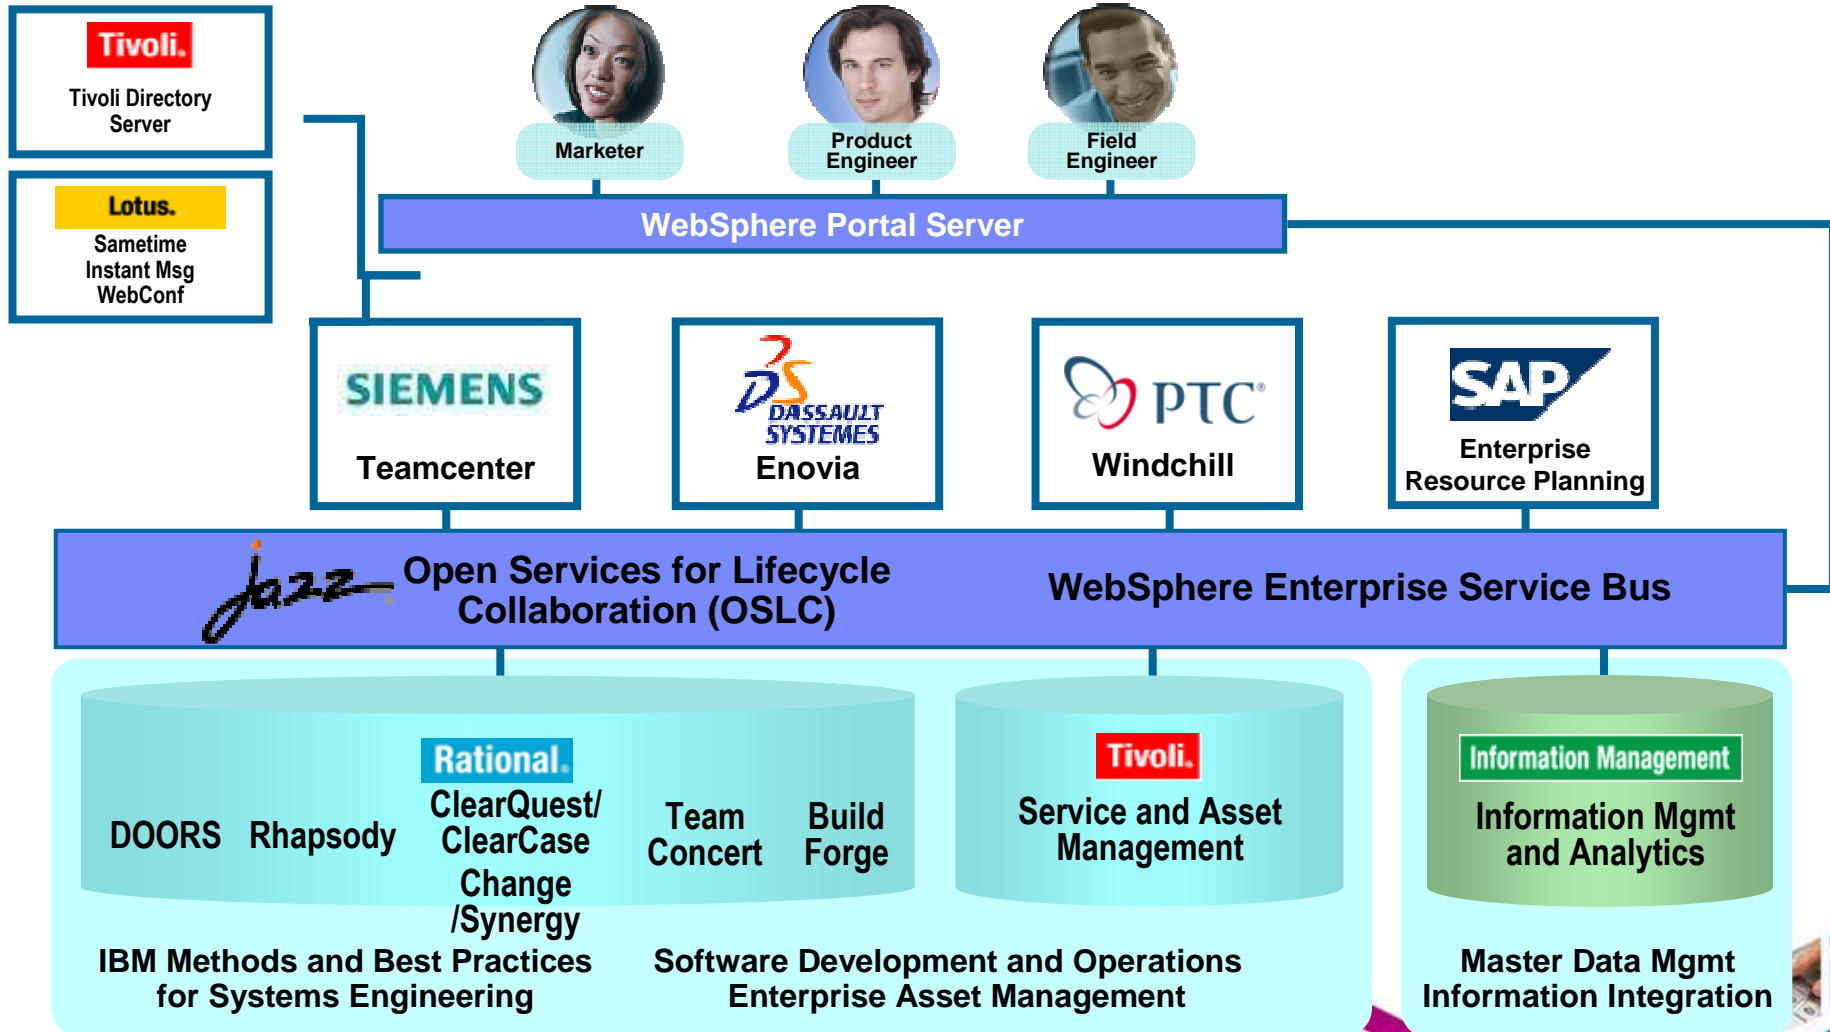 Tivoli.
Tivoli Directory
Server
Lotus.
Sametime
Instant Msg
WebConf
Marketer
Product
Engineer
Field
Engineer
WebSphere Portal Server
SIEMENS
Teamcenter
DASSAULT
SYSTEMES
Enovia
PTC®
Windchill
SAP
Enterprise
Resource Planning
jazz
Open Services for Lifecycle
Collaboration (OSLC)
WebSphere Enterprise Service Bus
Rational.
DOORS
Rhapsody
ClearQuest/
ClearCase
Change
/Synergy
Team
Concert
Build
Forge
Tivoli.
Service and Asset
Management
Information Management
Information Mgmt
and Analytics
IBM Methods and Best Practices
for Systems Engineering
Software Development and Operations
Enterprise Asset Management
Master Data Mgmt
Information Integration